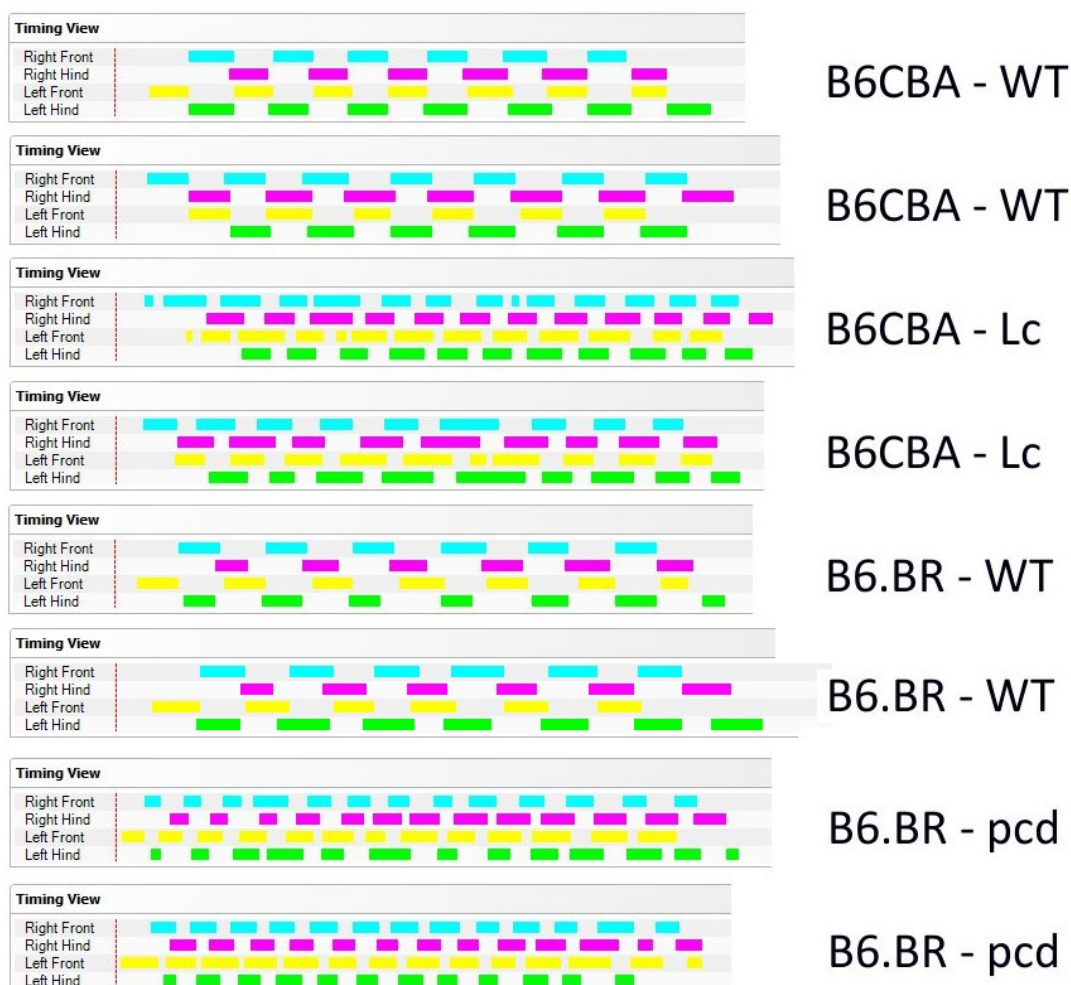 Timing View
Right Front
Right Hind
Left Front
Left Hind
B6CBA - WT
Timing View
Right Front
Right Hind
Left Front
Left Hind
B6CBA - WT
Timing View
Right Front
Right Hind
Left Front
Left Hind
B6CBA - Lc
Timing View
Right Front
Right Hind
Left Front
Left Hind
B6CBA - Lc
Timing View
Right Front
Right Hind
Left Front
Left Hind
B6.BR - WT
Timing View
Right Front
Right Hind
Left Front
Left Hind
B6.BR - WT
Timing View
Right Front
Right Hind
Left Front
Left Hind
B6.BR - pcd
Timing View
Right Front
Right Hind
Left Front
Left Hind
B6.BR - pcd